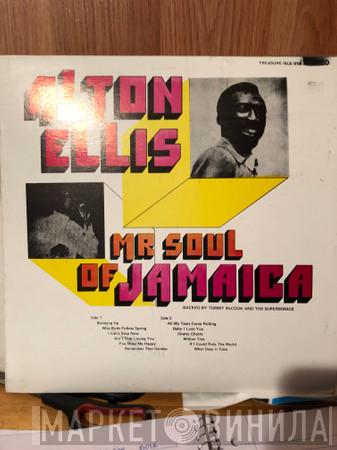 TREASURE ISLE 013 STEREO
ALTON
ELLIS
MR SOUL
OF JAMAICA
BACKED BY TOMMY McCOOK AND THE SUPERSONICS
Side 1
Breaking Up
Why Birds Follow Spring
I Can't Stop Now
Ain't That Loving You
You Make Me Happy
Remember That Sunday
Side 2
All My Tears Come Rolling
Baby I Love You
Chatty Chatty
Willow Tree
If I Could Rule The World
What Does It Take
МАРКЕТ ВИНИЛА